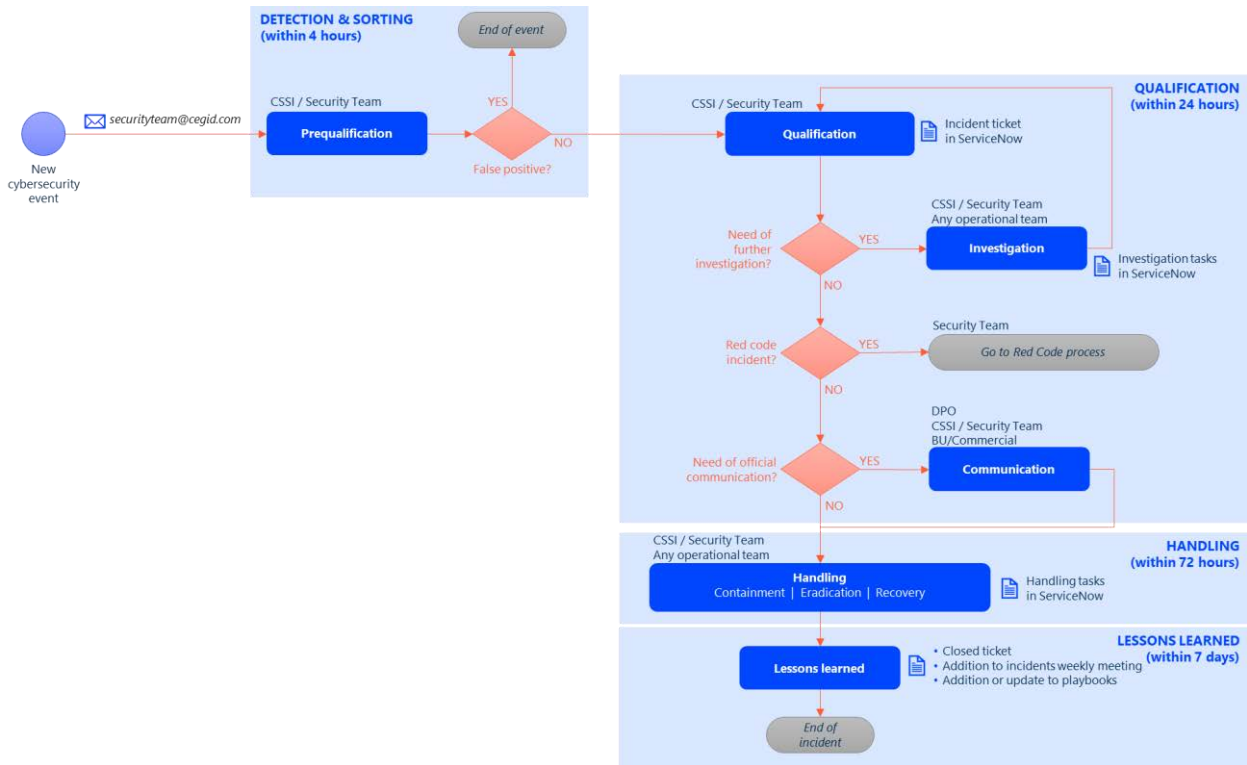 DETECTION & SORTING
(within 4 hours)
End of event
CSSI / Security Team
YES
securityteam@cegid.com
Prequalification
NO
False positive?
New
cybersecurity
event
QUALIFICATION
(within 24 hours)
CSSI / Security Team
Qualification
Incident ticket
in ServiceNow
CSSI / Security Team
Any operational team
Need of
further
investigation?
YES
Investigation
NO
Investigation tasks
in ServiceNow
Security Team
Red code
incident?
YES
Go to Red Code process
NO
DPO
CSSI / Security Team
BU/Commercial
Need of official
communication?
YES
Communication
NO
HANDLING
(within 72 hours)
CSSI / Security Team
Any operational team
Handling
Containment | Eradication | Recovery
Handling tasks
in ServiceNow
LESSONS LEARNED
(within 7 days)
Lessons learned
• Closed ticket
• Addition to incidents weekly meeting
• Addition or update to playbooks
End of
incident